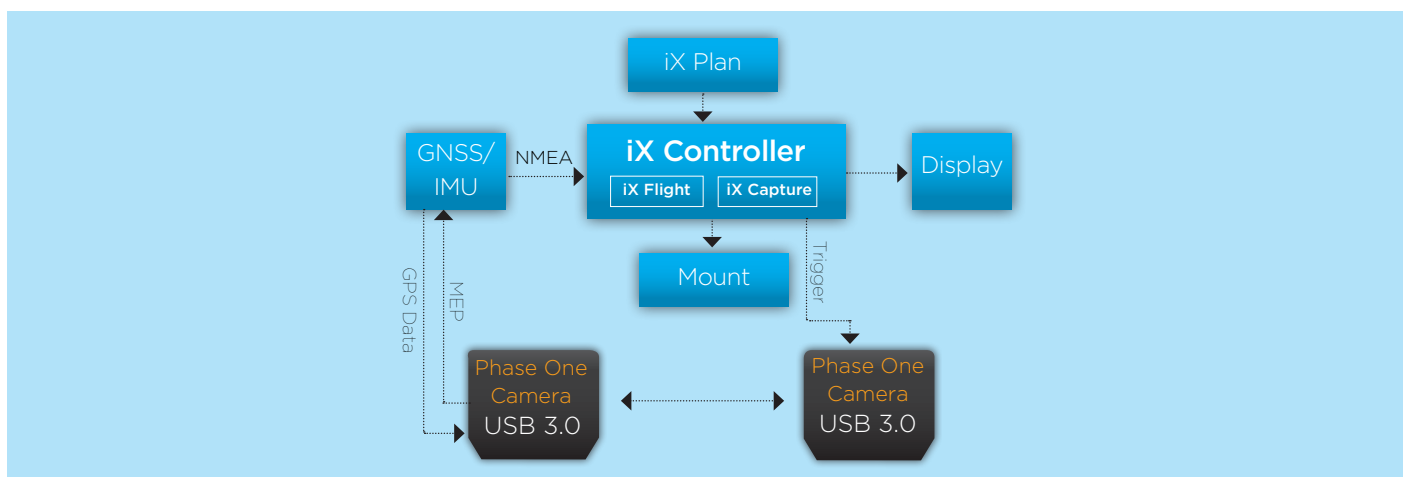 iX Plan
GNSS/
IMU
NMEA
iX Controller
iX Flight
iX Capture
Display
Mount
Trigger
GPS Data
MEP
Phase One
Camera
USB 3.0
Phase One
Camera
USB 3.0